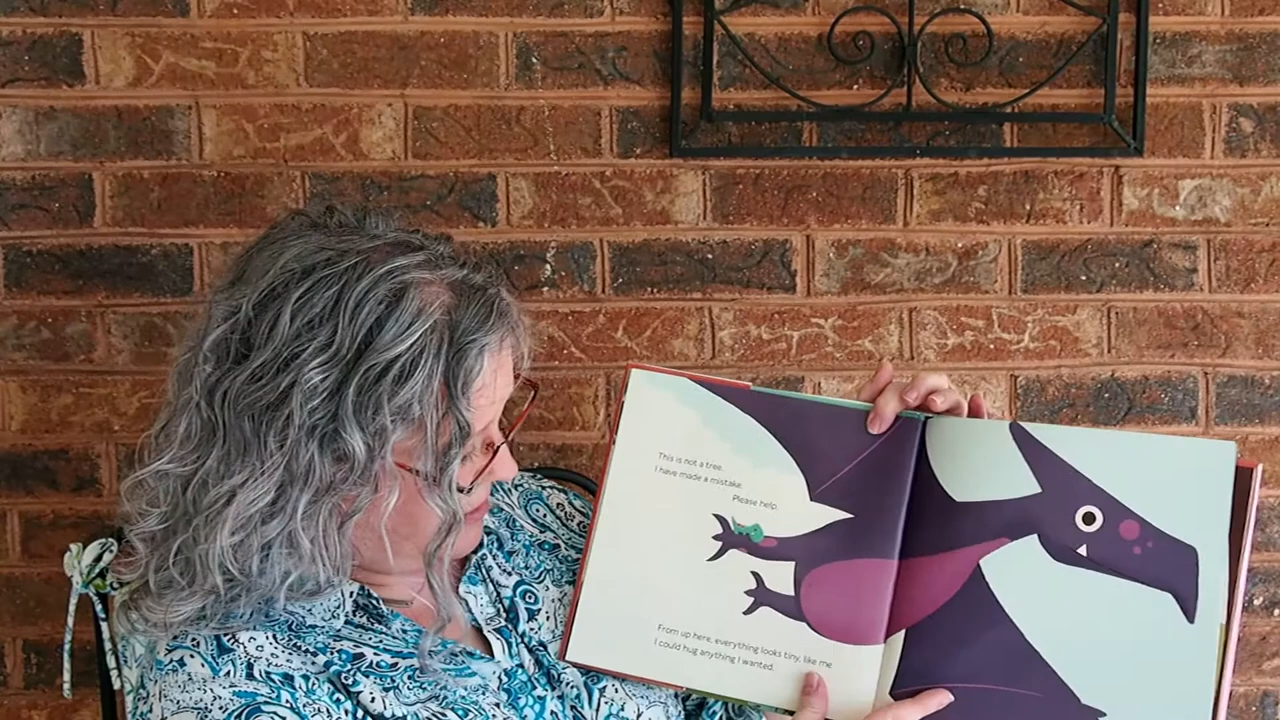 This is not a tree.
I have made a mistake.
Please help.
From up here, everything looks tiny, like me
I could hug anything I wanted.